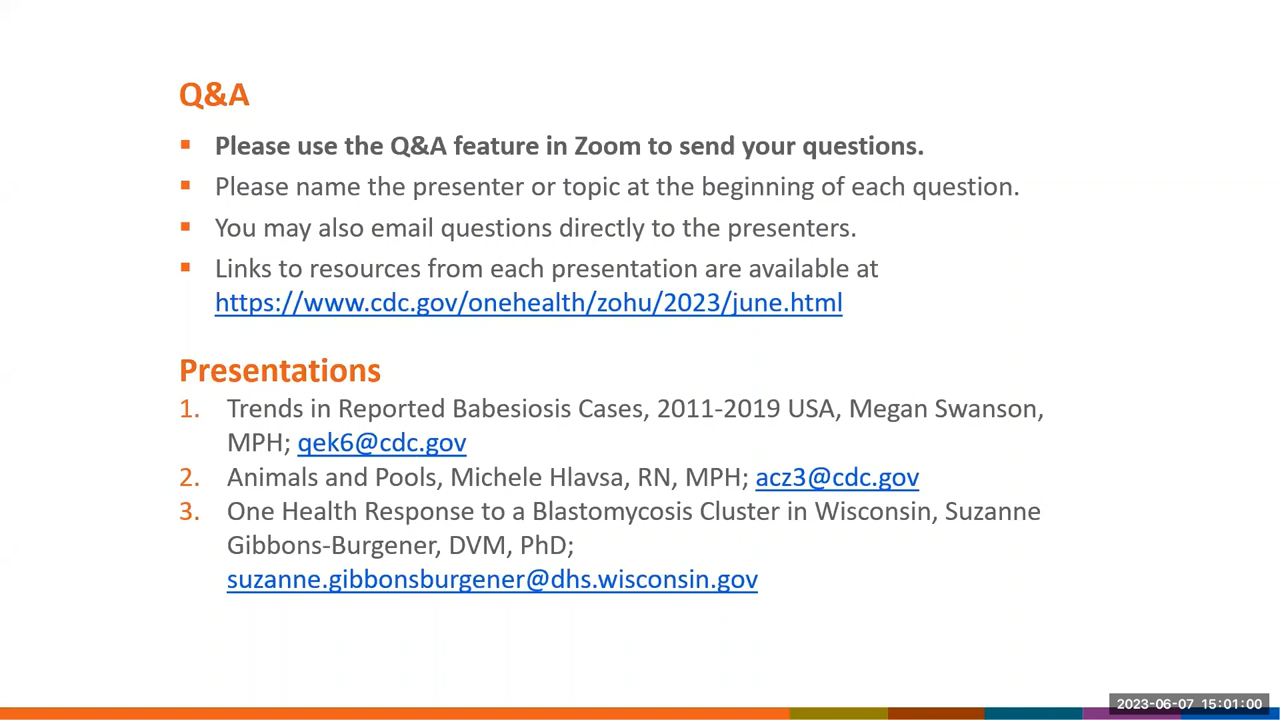 Q&A
▪ Please use the Q&A feature in Zoom to send your questions.
▪ Please name the presenter or topic at the beginning of each question.
▪ You may also email questions directly to the presenters.
▪ Links to resources from each presentation are available at
https://www.cdc.gov/onehealth/zohu/2023/june.html
Presentations
1. Trends in Reported Babesiosis Cases, 2011-2019 USA, Megan Swanson,
MPH; qek6@cdc.gov
2. Animals and Pools, Michele Hlavsa, RN, MPH; acz3@cdc.gov
3. One Health Response to a Blastomycosis Cluster in Wisconsin, Suzanne
Gibbons-Burgener, DVM, PhD;
suzanne.gibbonsburgener@dhs.wisconsin.gov
2023-06-07 15:01:00